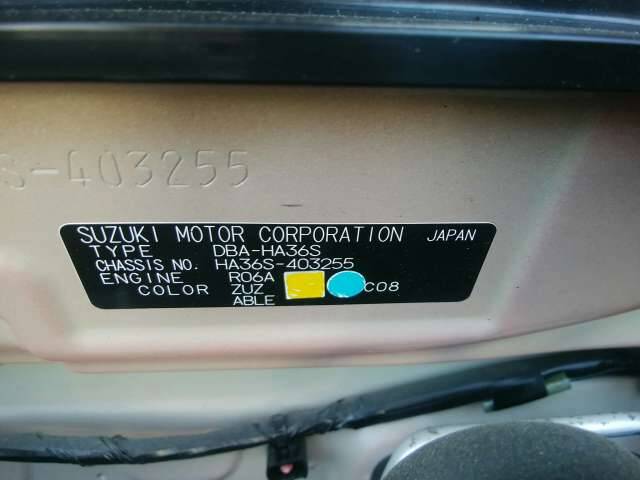 S-403255
SUZUKI MOTOR CORPORATION JAPAN
TYPE DBA-HA36S
CHASSIS NO. HA36S-403255
ENGINE R06A
COLOR ZUZ C08
ABLE